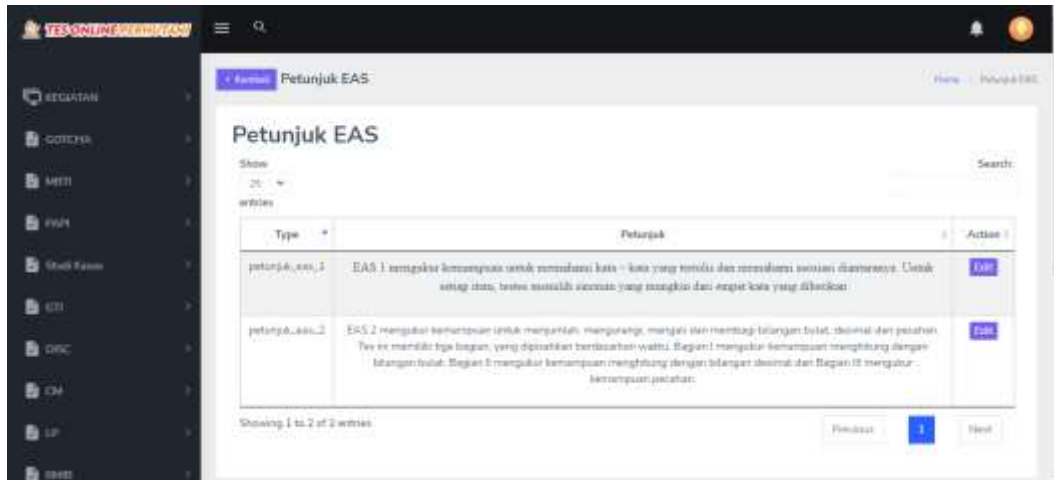 TES ONLINE PERHUTANI
< Kembali Petunjuk EAS
Home / Petunjuk EAS
KEGIATAN
GOTCHA
MBTI
PAPI
Studi Kasus
DISC
CM
Petunjuk EAS
Show
25
entries
Search:
Type Petunjuk Action
petunjuk_eas_1 EAS 1 mengukur kemampuan untuk memahami kata – kata yang tertulis dan memahami asosiasi diantaranya. Untuk Edit
setiap item, testee memilih sinonim yang mungkin dari empat kata yang diberikan
petunjuk_eas_2 EAS 2 mengukur kemampuan untuk menjumlah, mengurangi, mengali dan membagi bilangan bulat, desimal dan pecahan. Edit
Tes ini memiliki tiga bagian, yang dipisahkan berdasarkan waktu. Bagian I mengukur kemampuan menghitung dengan
bilangan bulat. Bagian II mengukur kemampuan menghitung dengan bilangan desimal dan Bagian III mengukur
kemampuan pecahan.
Showing 1 to 2 of 2 entries
Previous 1 Next